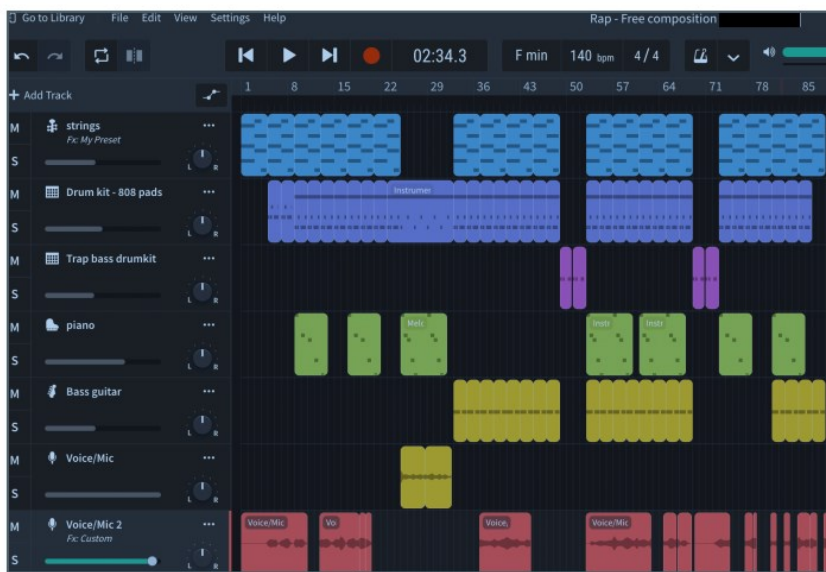 Go to Library File Edit View Settings Help Rap - Free composition
02:34.3 F min 140 bpm 4 / 4
+ Add Track 1 8 15 22 29 36 43 50 57 64 71 78 85
M strings ...
Fx: My Preset
S L R
M Drum kit - 808 pads ... Instrumer
S L R
M Trap bass drumkit ...
S L R
M piano ... Melc Instr Instr
S L R
M Bass guitar ...
S L R
M Voice/Mic ...
S L R
M Voice/Mic 2 ... Voice/Mic Vo Voice, Voice/Mic
Fx: Custom
S L R